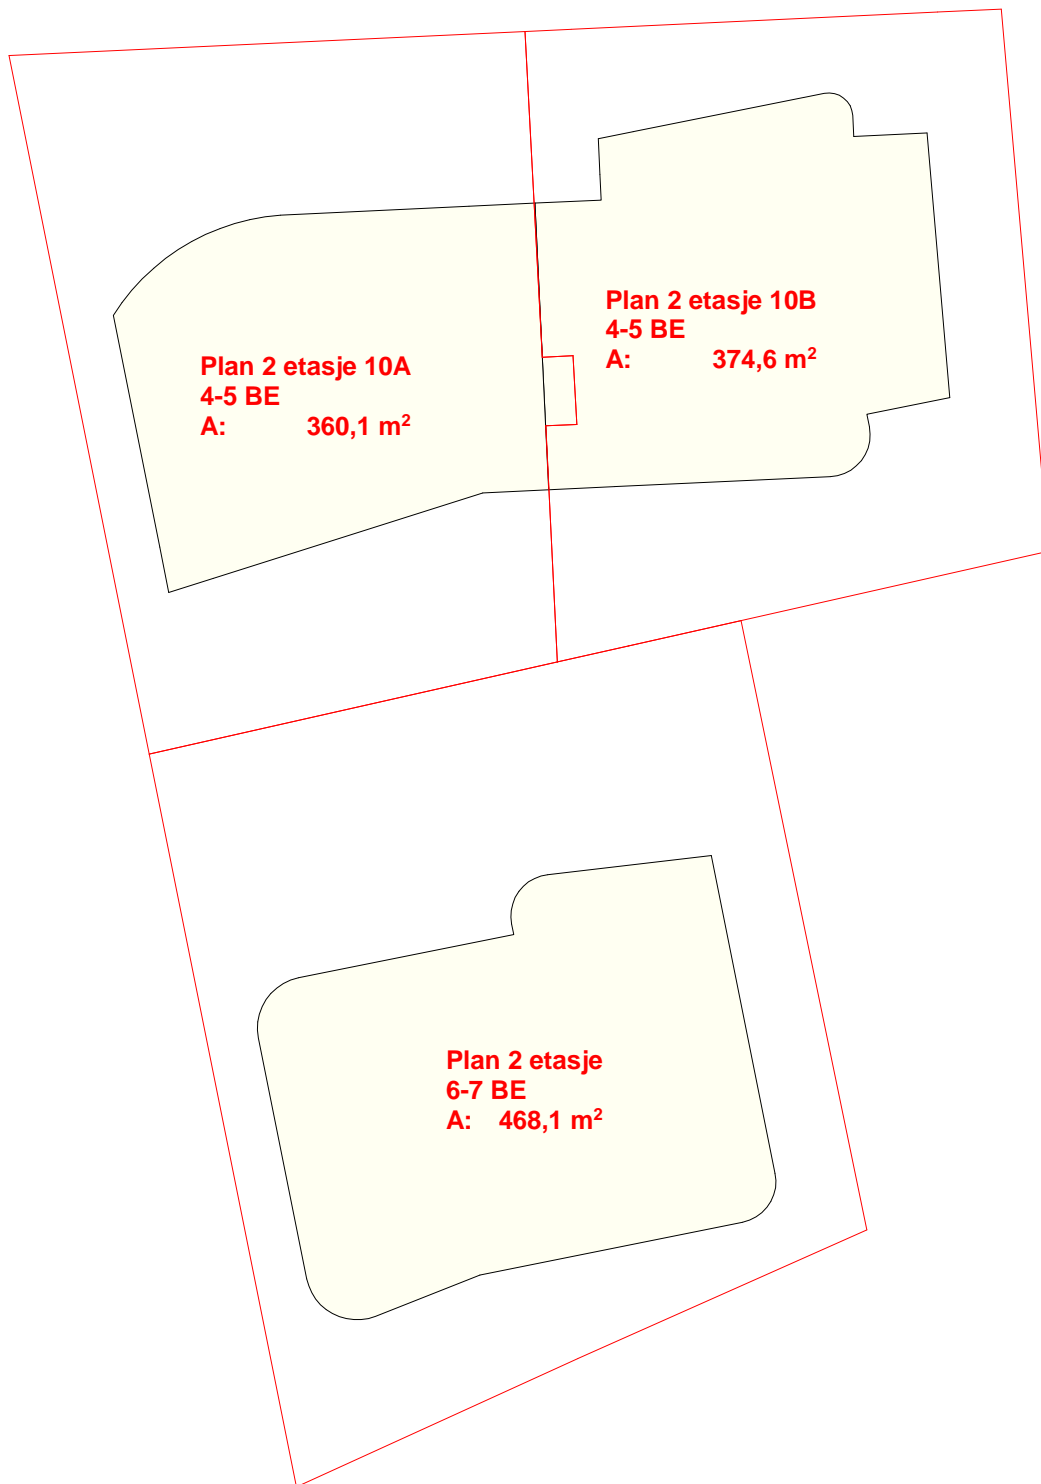 Plan 2 etasje 10B
4-5 BE
A: 374,6 m²
Plan 2 etasje 10A
4-5 BE
A: 360,1 m²
Plan 2 etasje
6-7 BE
A: 468,1 m²